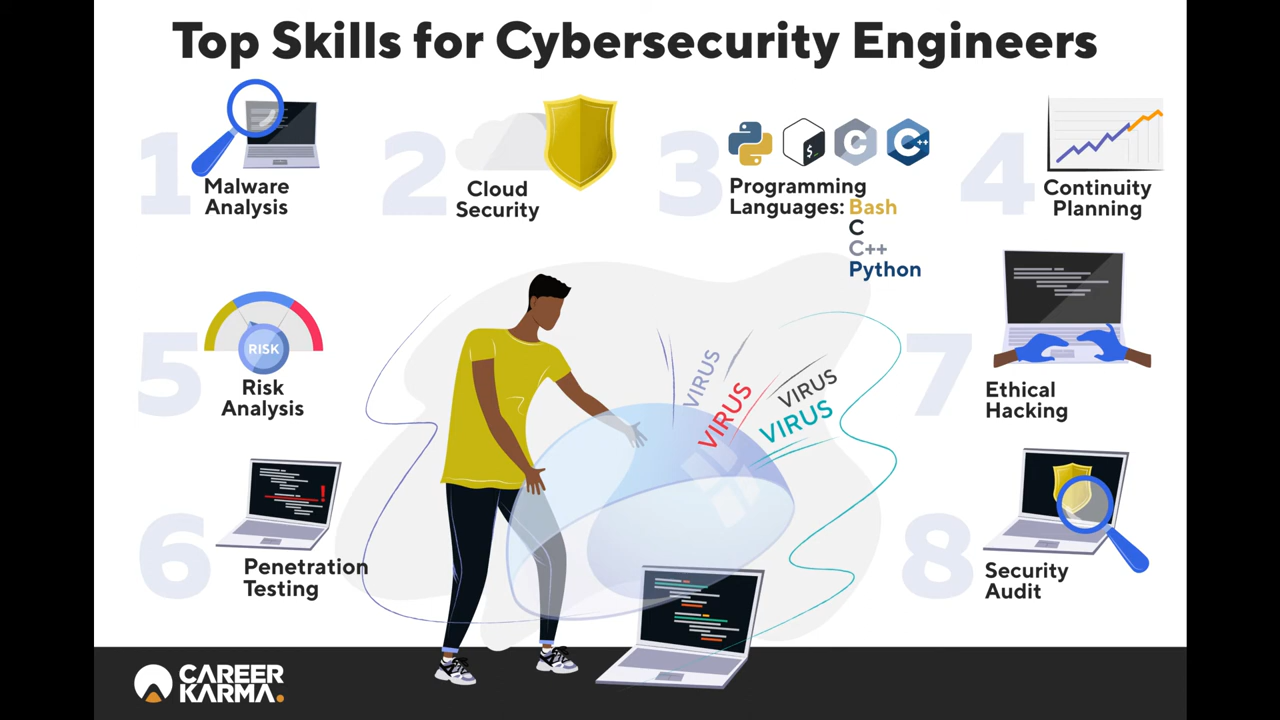 Top Skills for Cybersecurity Engineers
1
Malware
Analysis
2
Cloud
Security
3
$_
C
C++
Programming
Languages: Bash
C
C++
Python
4
Continuity
Planning
5
RISK
Risk
Analysis
6
!
Penetration
Testing
7
Ethical
Hacking
8
Security
Audit
VIRUS
VIRUS
VIRUS
VIRUS
CAREER
KARMA.